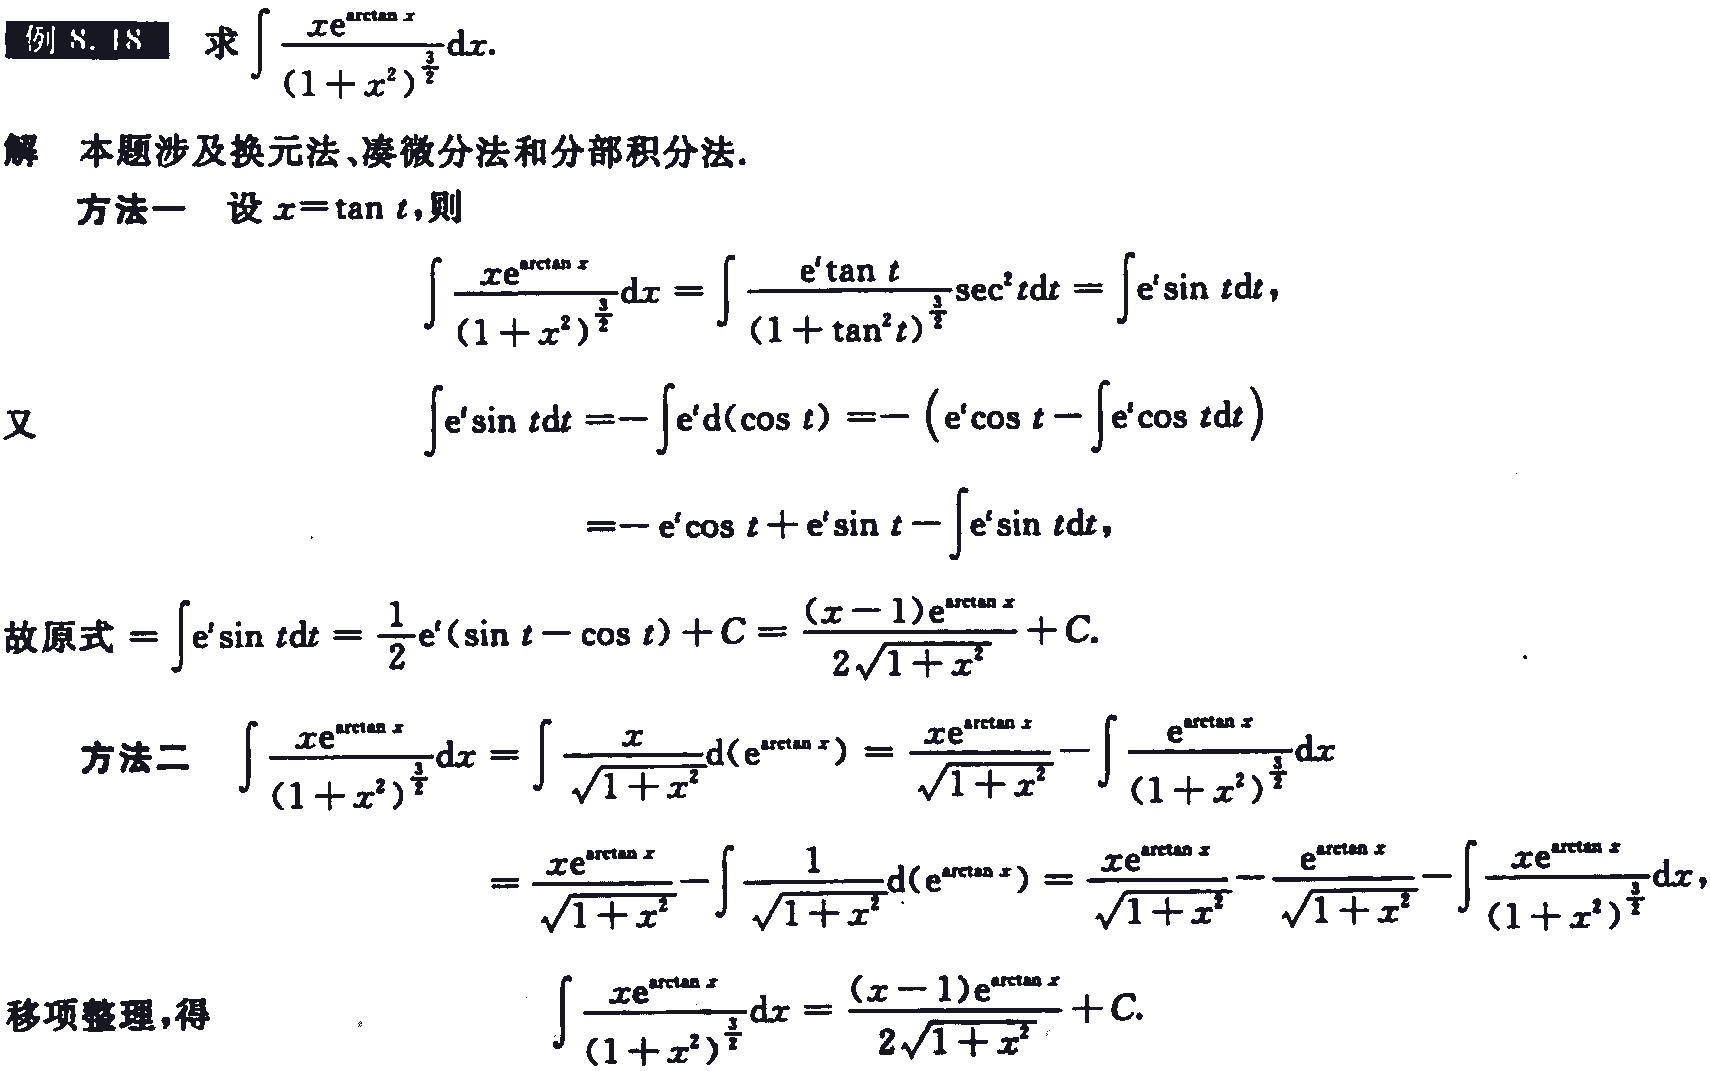 例 8.18 求 $\int \frac{x e^{\arctan x}}{(1+x^2)^{\frac{3}{2}}} dx.$
解 本题涉及换元法、凑微分法和分部积分法.
方法一 设 $x = \tan t$,则
$\int \frac{x e^{\arctan x}}{(1+x^2)^{\frac{3}{2}}} dx = \int \frac{e^t \tan t}{(1+\tan^2 t)^{\frac{3}{2}}} \sec^2 t dt = \int e^t \sin t dt,$
又 $\int e^t \sin t dt = -\int e^t d(\cos t) = -\left(e^t \cos t - \int e^t \cos t dt\right)$
$= -e^t \cos t + e^t \sin t - \int e^t \sin t dt,$
故原式 $= \int e^t \sin t dt = \frac{1}{2} e^t (\sin t - \cos t) + C = \frac{(x-1) e^{\arctan x}}{2\sqrt{1+x^2}} + C.$
方法二 $\int \frac{x e^{\arctan x}}{(1+x^2)^{\frac{3}{2}}} dx = \int \frac{x}{\sqrt{1+x^2}} d(e^{\arctan x}) = \frac{x e^{\arctan x}}{\sqrt{1+x^2}} - \int \frac{e^{\arctan x}}{(1+x^2)^{\frac{3}{2}}} dx$
$= \frac{x e^{\arctan x}}{\sqrt{1+x^2}} - \int \frac{1}{\sqrt{1+x^2}} d(e^{\arctan x}) = \frac{x e^{\arctan x}}{\sqrt{1+x^2}} - \frac{e^{\arctan x}}{\sqrt{1+x^2}} - \int \frac{x e^{\arctan x}}{(1+x^2)^{\frac{3}{2}}} dx,$
移项整理,得 $\int \frac{x e^{\arctan x}}{(1+x^2)^{\frac{3}{2}}} dx = \frac{(x-1) e^{\arctan x}}{2\sqrt{1+x^2}} + C.$